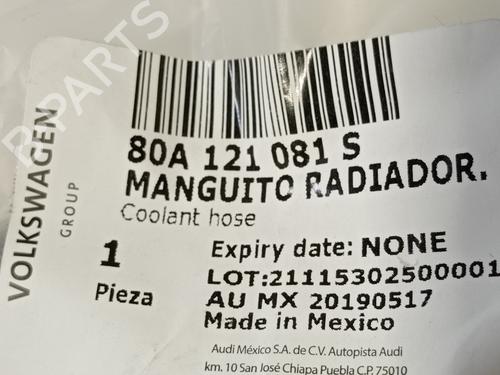 B-PARTS
80A 121 081 S
MANGUITO RADIADOR.
Coolant hose
VOLKSWAGEN
GROUP
1
Pieza
Expiry date: NONE
LOT:21115302500001
AU MX 20190517
Made in Mexico
Audi México S.A. de C.V. Autopista Audi
km. 10 San José Chiapa Puebla C.P. 75010